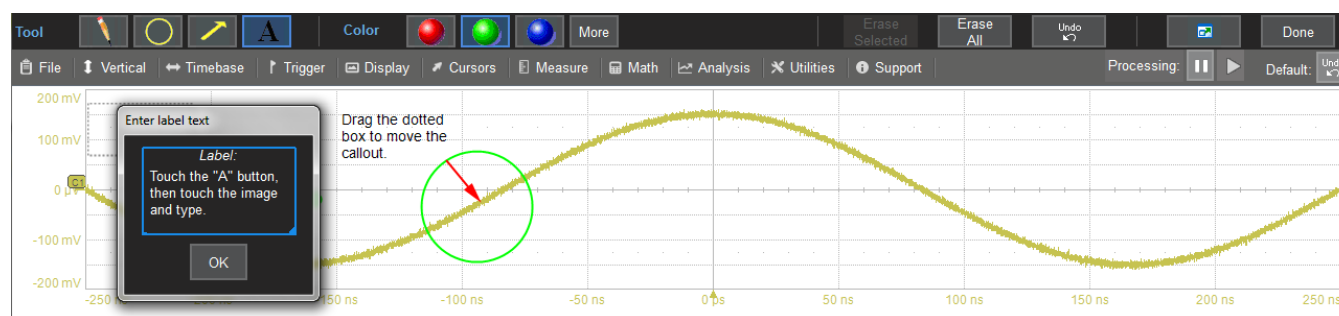 Tool A Color More Erase Selected Erase All Undo Done
File Vertical Timebase Trigger Display Cursors Measure Math Analysis Utilities Support Processing: Default: Und
200 mV
Enter label text
Drag the dotted
box to move the
callout.
100 mV
Label:
Touch the "A" button,
then touch the image
and type.
C1
0 µV
-100 mV
OK
-200 mV
-100 ns -50 ns 0 ps 50 ns 100 ns 150 ns 200 ns 250 ns